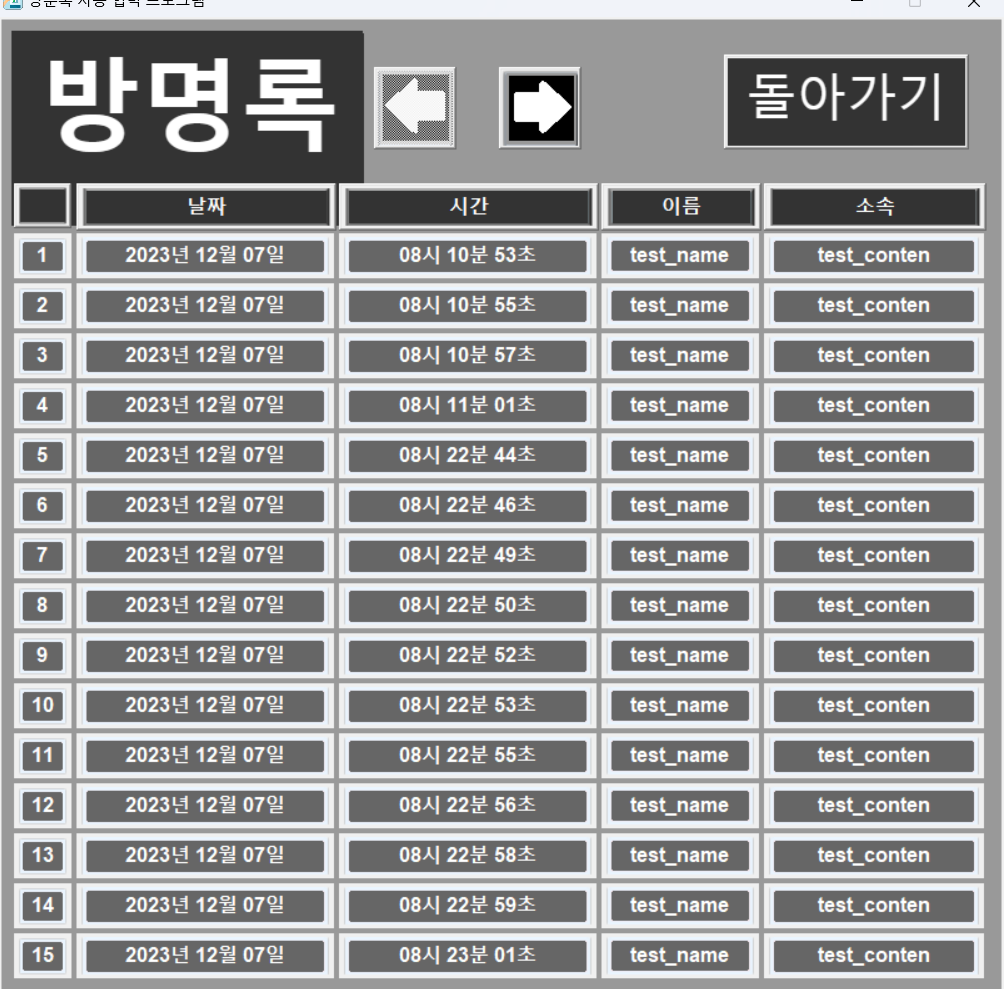 방명록
돌아가기
날짜 시간 이름 소속
1 2023년 12월 07일 08시 10분 53초 test_name test_conten
2 2023년 12월 07일 08시 10분 55초 test_name test_conten
3 2023년 12월 07일 08시 10분 57초 test_name test_conten
4 2023년 12월 07일 08시 11분 01초 test_name test_conten
5 2023년 12월 07일 08시 22분 44초 test_name test_conten
6 2023년 12월 07일 08시 22분 46초 test_name test_conten
7 2023년 12월 07일 08시 22분 49초 test_name test_conten
8 2023년 12월 07일 08시 22분 50초 test_name test_conten
9 2023년 12월 07일 08시 22분 52초 test_name test_conten
10 2023년 12월 07일 08시 22분 53초 test_name test_conten
11 2023년 12월 07일 08시 22분 55초 test_name test_conten
12 2023년 12월 07일 08시 22분 56초 test_name test_conten
13 2023년 12월 07일 08시 22분 58초 test_name test_conten
14 2023년 12월 07일 08시 22분 59초 test_name test_conten
15 2023년 12월 07일 08시 23분 01초 test_name test_conten